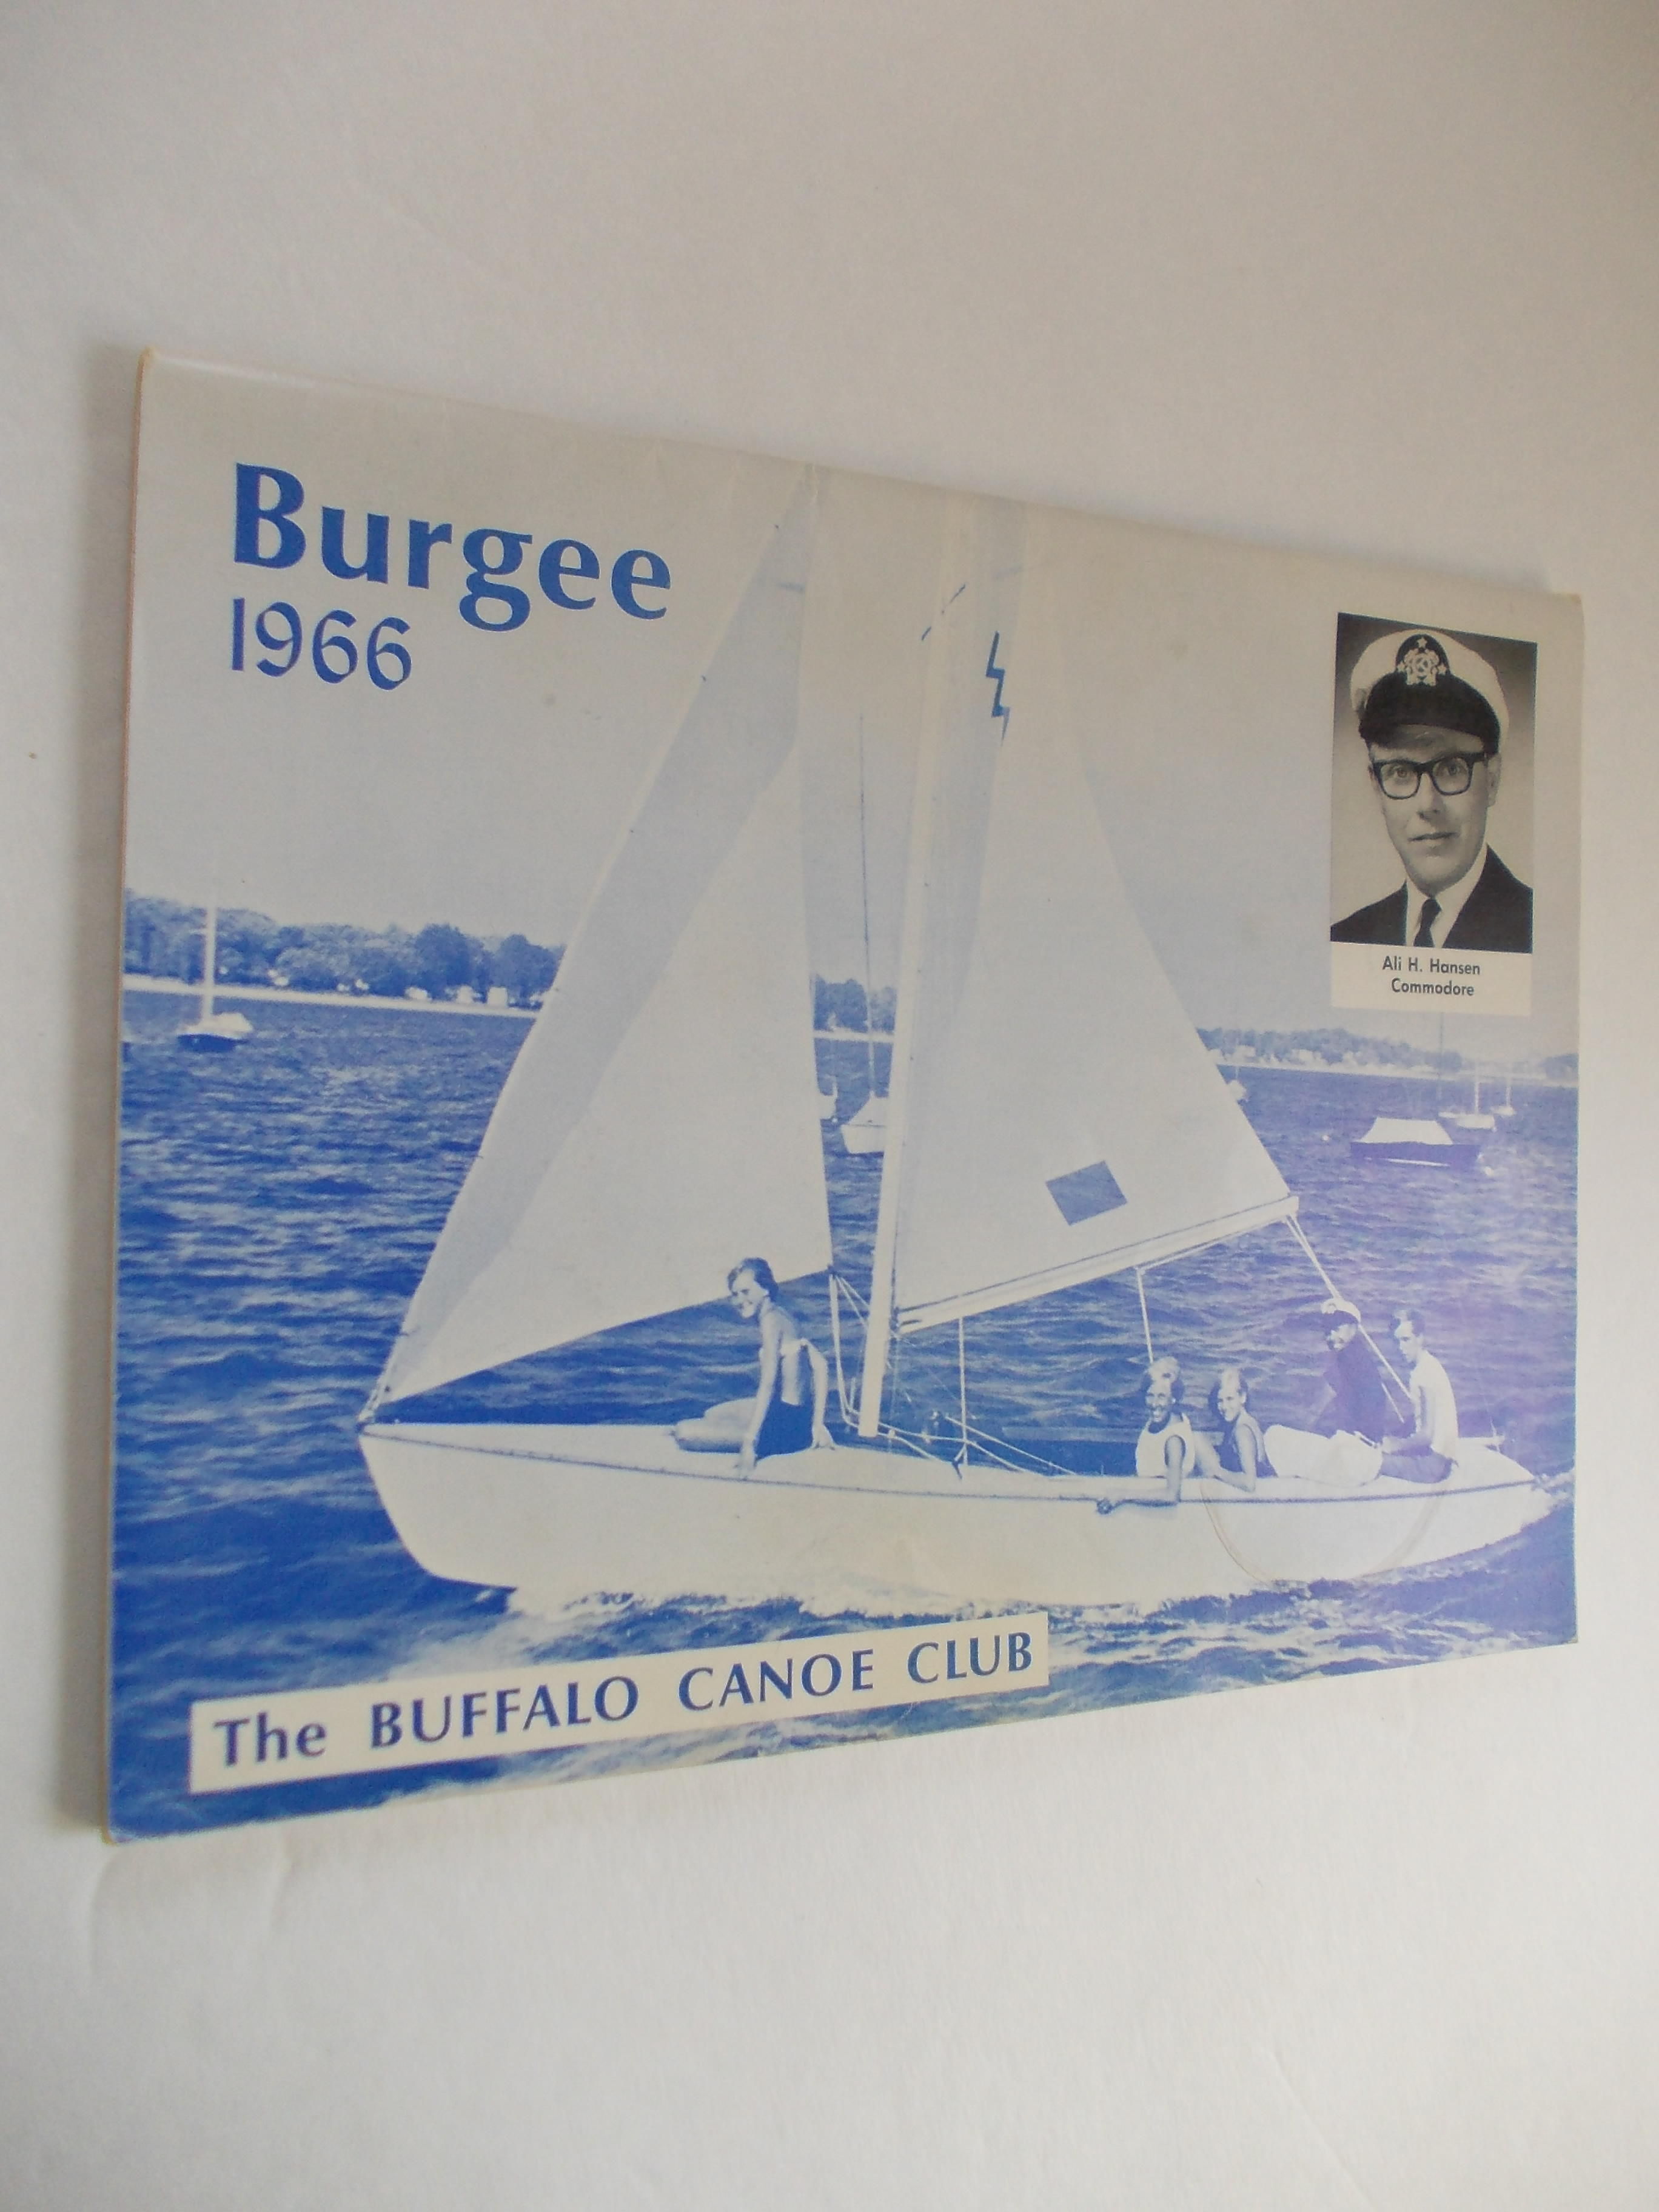 Burgee
1966
Ali H. Hansen
Commodore
The BUFFALO CANOE CLUB